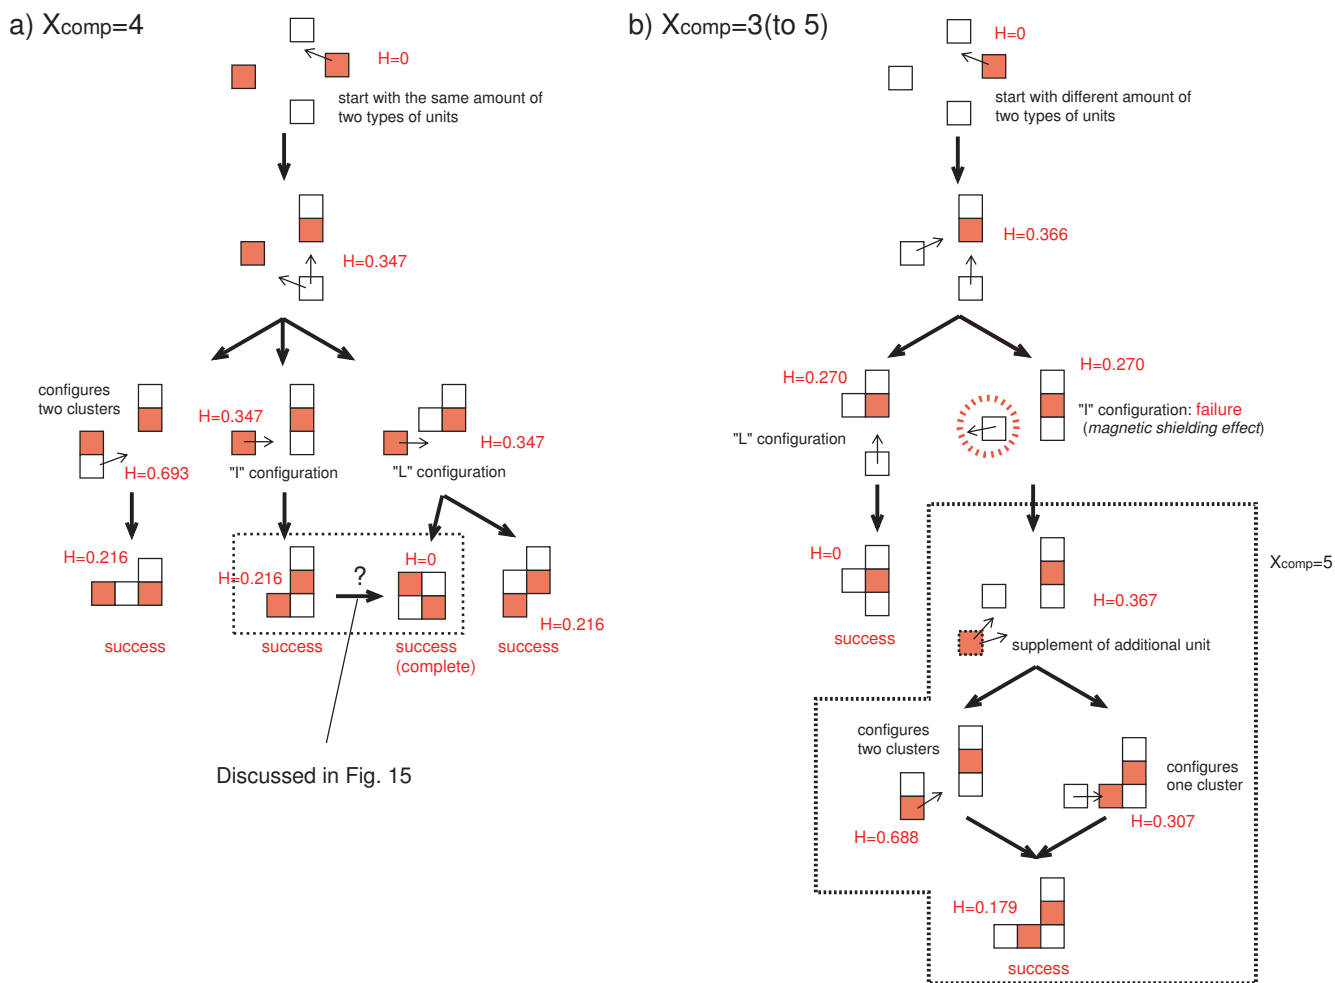 a) Xcomp=4
H=0
start with the same amount of
two types of units
H=0.347
configures
two clusters
H=0.693
H=0.347
"I" configuration
H=0.347
"L" configuration
H=0.216
success
H=0.216
success
?
H=0
success
(complete)
H=0.216
success
Discussed in Fig. 15
b) Xcomp=3(to 5)
H=0
start with different amount of
two types of units
H=0.366
H=0.270
"L" configuration
H=0.270
"I" configuration: failure
(magnetic shielding effect)
H=0
success
Xcomp=5
H=0.367
supplement of additional unit
configures
two clusters
H=0.688
configures
one cluster
H=0.307
H=0.179
success